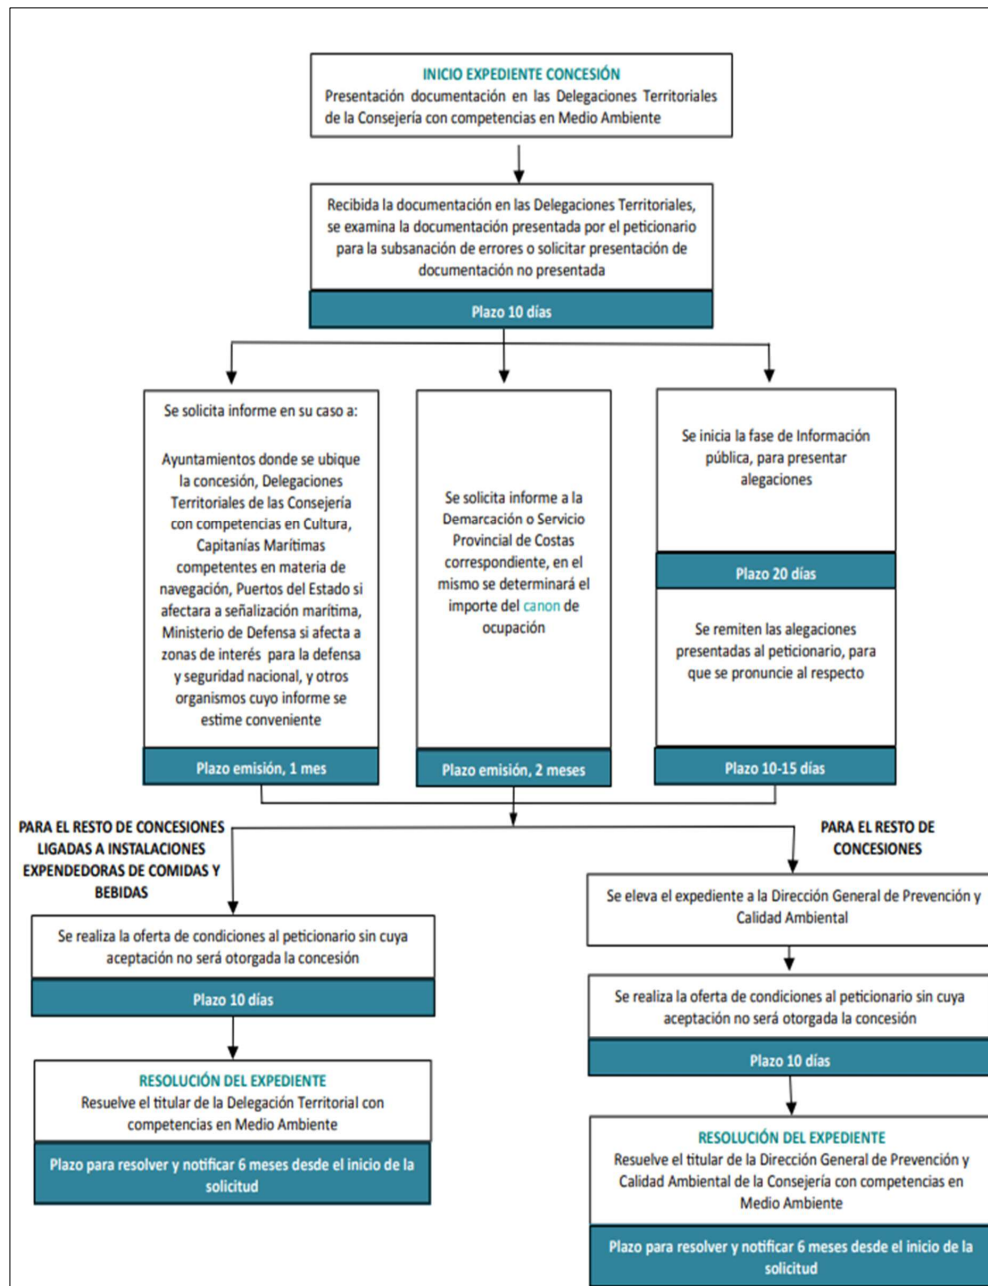 INICIO EXPEDIENTE CONCESIÓN
Presentación documentación en las Delegaciones Territoriales
de la Consejería con competencias en Medio Ambiente
Recibida la documentación en las Delegaciones Territoriales,
se examina la documentación presentada por el peticionario
para la subsanación de errores o solicitar presentación de
documentación no presentada
Plazo 10 días
Se solicita informe en su caso a:
Ayuntamientos donde se ubique
la concesión, Delegaciones
Territoriales de las Consejería
con competencias en Cultura,
Capitanías Marítimas
competentes en materia de
navegación, Puertos del Estado si
afectara a señalización marítima,
Ministerio de Defensa si afecta a
zonas de interés para la defensa
y seguridad nacional, y otros
organismos cuyo informe se
estime conveniente
Plazo emisión, 1 mes
Se solicita informe a la
Demarcación o Servicio
Provincial de Costas
correspondiente, en el
mismo se determinará el
importe del canon de
ocupación
Plazo emisión, 2 meses
Se inicia la fase de Información
pública, para presentar
alegaciones
Plazo 20 días
Se remiten las alegaciones
presentadas al peticionario, para
que se pronuncie al respecto
Plazo 10-15 días
PARA EL RESTO DE CONCESIONES
LIGADAS A INSTALACIONES
EXPENDEDORAS DE COMIDAS Y
BEBIDAS
Se realiza la oferta de condiciones al peticionario sin cuya
aceptación no será otorgada la concesión
Plazo 10 días
RESOLUCIÓN DEL EXPEDIENTE
Resuelve el titular de la Delegación Territorial con
competencias en Medio Ambiente
Plazo para resolver y notificar 6 meses desde el inicio de la
solicitud
PARA EL RESTO DE
CONCESIONES
Se eleva el expediente a la Dirección General de Prevención y
Calidad Ambiental
Se realiza la oferta de condiciones al peticionario sin cuya
aceptación no será otorgada la concesión
Plazo 10 días
RESOLUCIÓN DEL EXPEDIENTE
Resuelve el titular de la Dirección General de Prevención y
Calidad Ambiental de la Consejería con competencias en
Medio Ambiente
Plazo para resolver y notificar 6 meses desde el inicio de la
solicitud